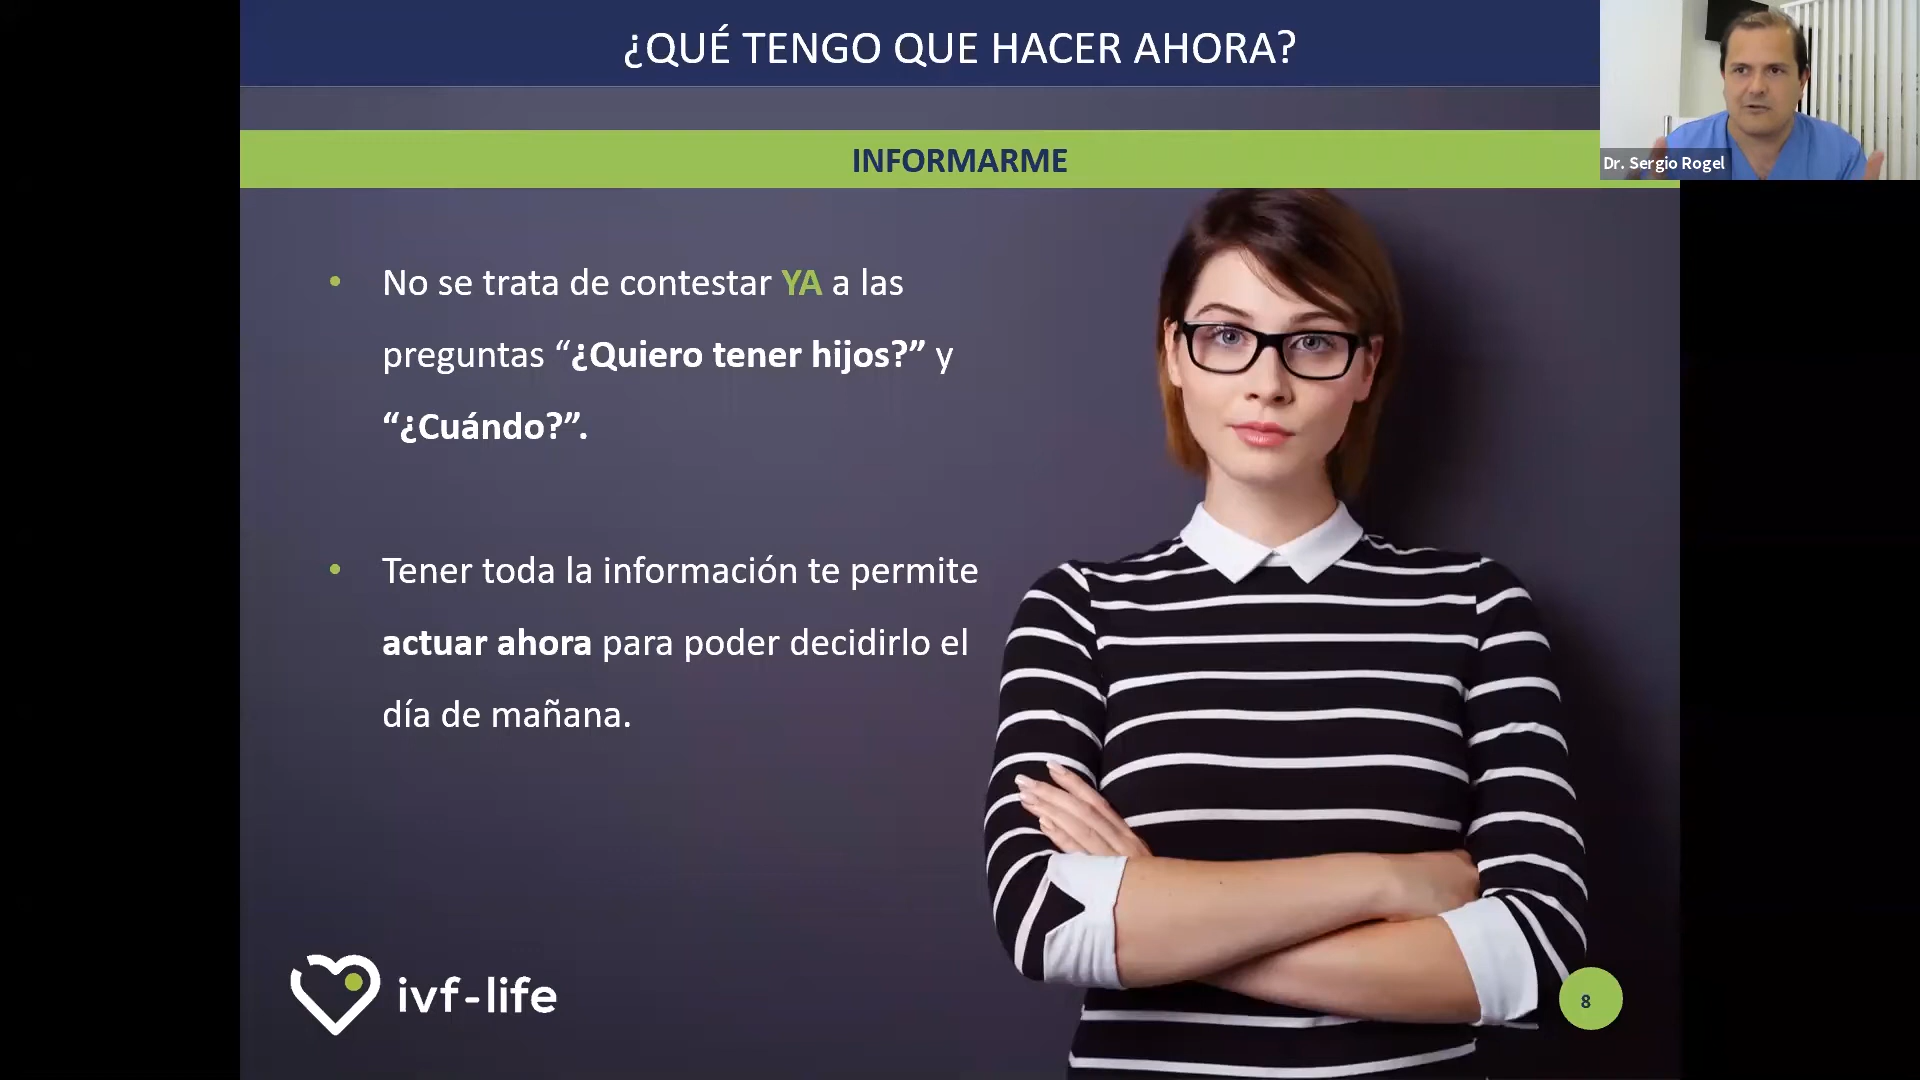 ¿QUÉ TENGO QUE HACER AHORA?
Dr. Sergio Rogel
INFORMARME
• No se trata de contestar YA a las
preguntas “¿Quiero tener hijos?” y
“¿Cuándo?”.
• Tener toda la información te permite
actuar ahora para poder decidirlo el
día de mañana.
ivf-life
8